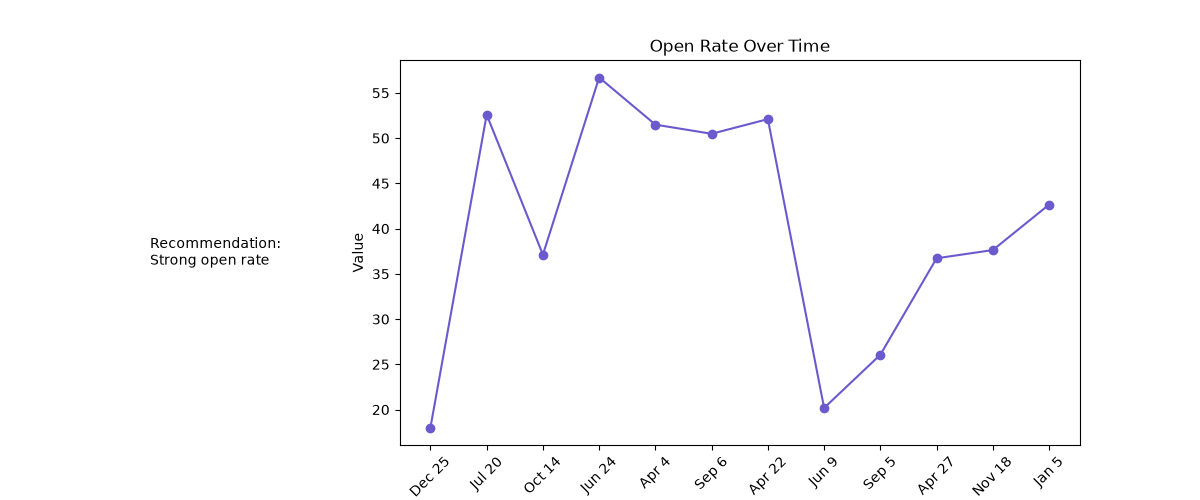 Open Rate Over Time
Recommendation:
Strong open rate
Value
55
50
45
40
35
30
25
20
Dec 25
Jul 20
Oct 14
Jun 24
Apr 4
Sep 6
Apr 22
Jun 9
Sep 5
Apr 27
Nov 18
Jan 5